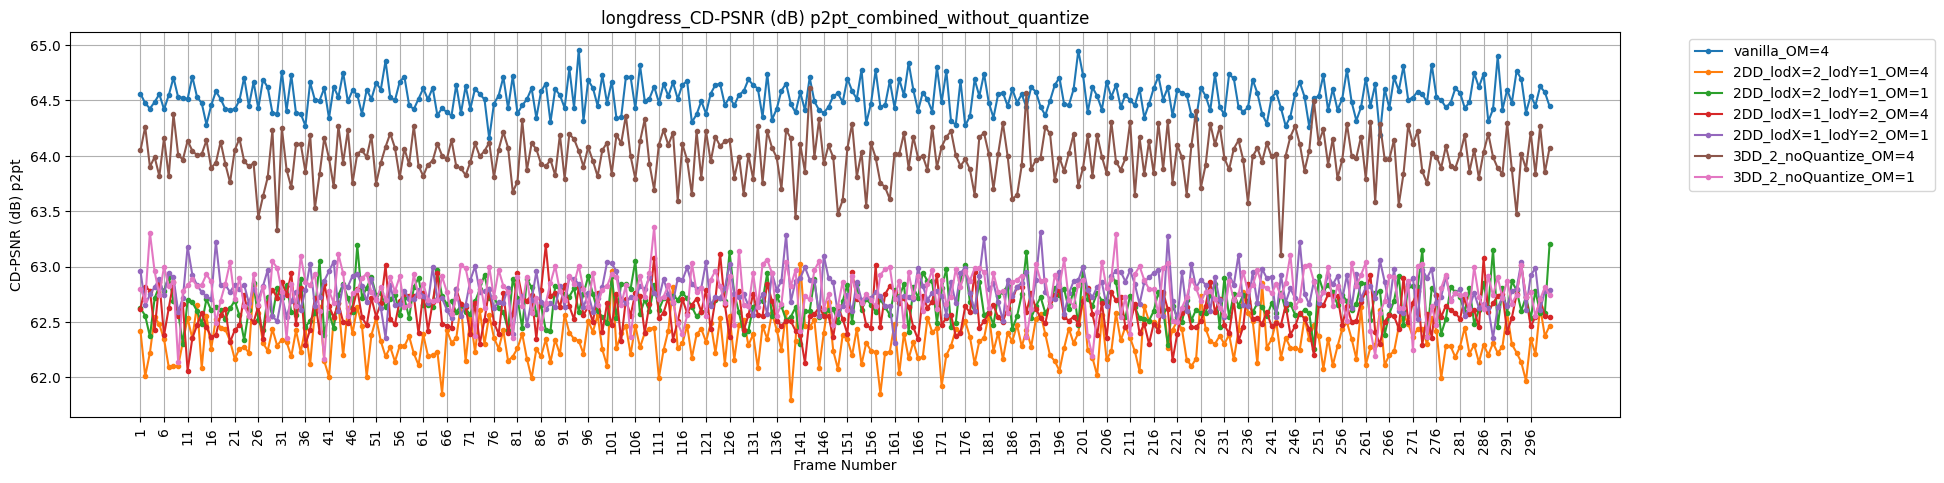 longdress_CD-PSNR (dB) p2pt_combined_without_quantize
CD-PSNR (dB) p2pt
65.0
64.5
64.0
63.5
63.0
62.5
62.0
1 6 11 16 21 26 31 36 41 46 51 56 61 66 71 76 81 86 91 96 101 106 111 116 121 126 131 136 141 146 151 156 161 166 171 176 181 186 191 196 201 206 211 216 221 226 231 236 241 246 251 256 261 266 271 276 281 286 291 296
Frame Number
vanilla_OM=4
2DD_lodX=2_lodY=1_OM=4
2DD_lodX=2_lodY=1_OM=1
2DD_lodX=1_lodY=2_OM=4
2DD_lodX=1_lodY=2_OM=1
3DD_2_noQuantize_OM=4
3DD_2_noQuantize_OM=1